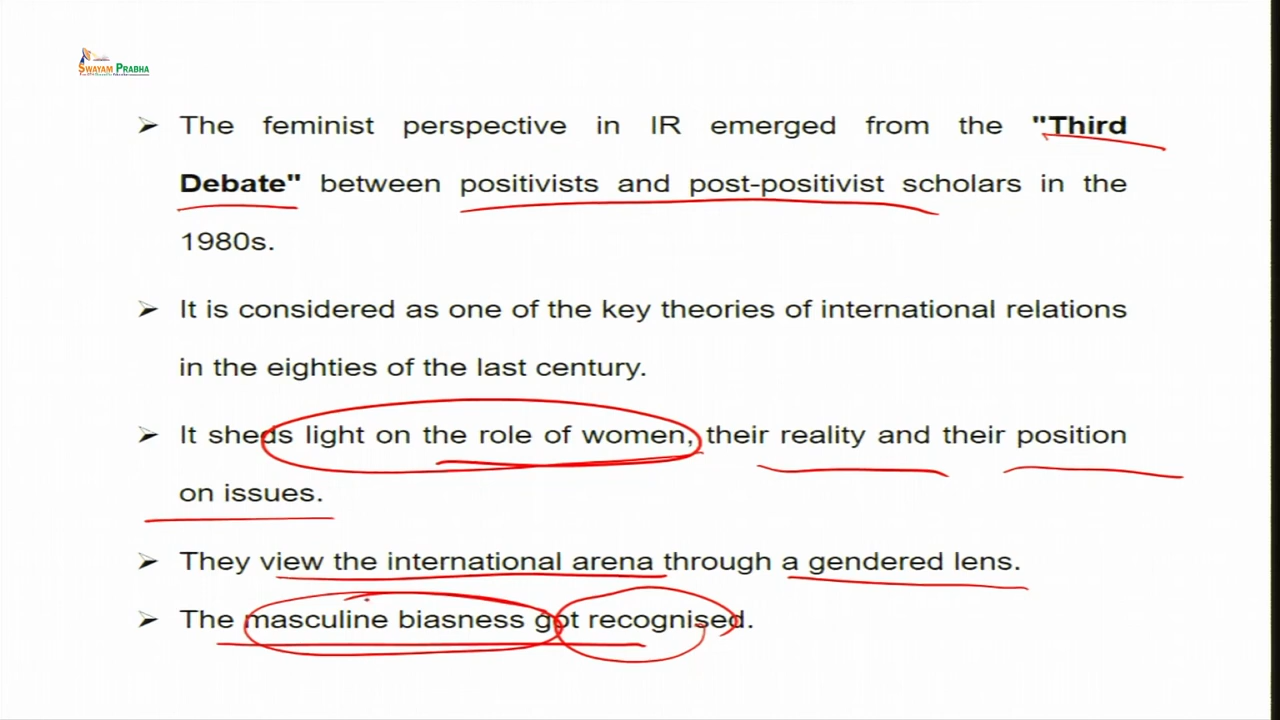 SWAYAM PRABHA
➢ The feminist perspective in IR emerged from the "Third
Debate" between positivists and post-positivist scholars in the
1980s.
➢ It is considered as one of the key theories of international relations
in the eighties of the last century.
➢ It sheds light on the role of women, their reality and their position
on issues.
➢ They view the international arena through a gendered lens.
➢ The masculine biasness got recognised.